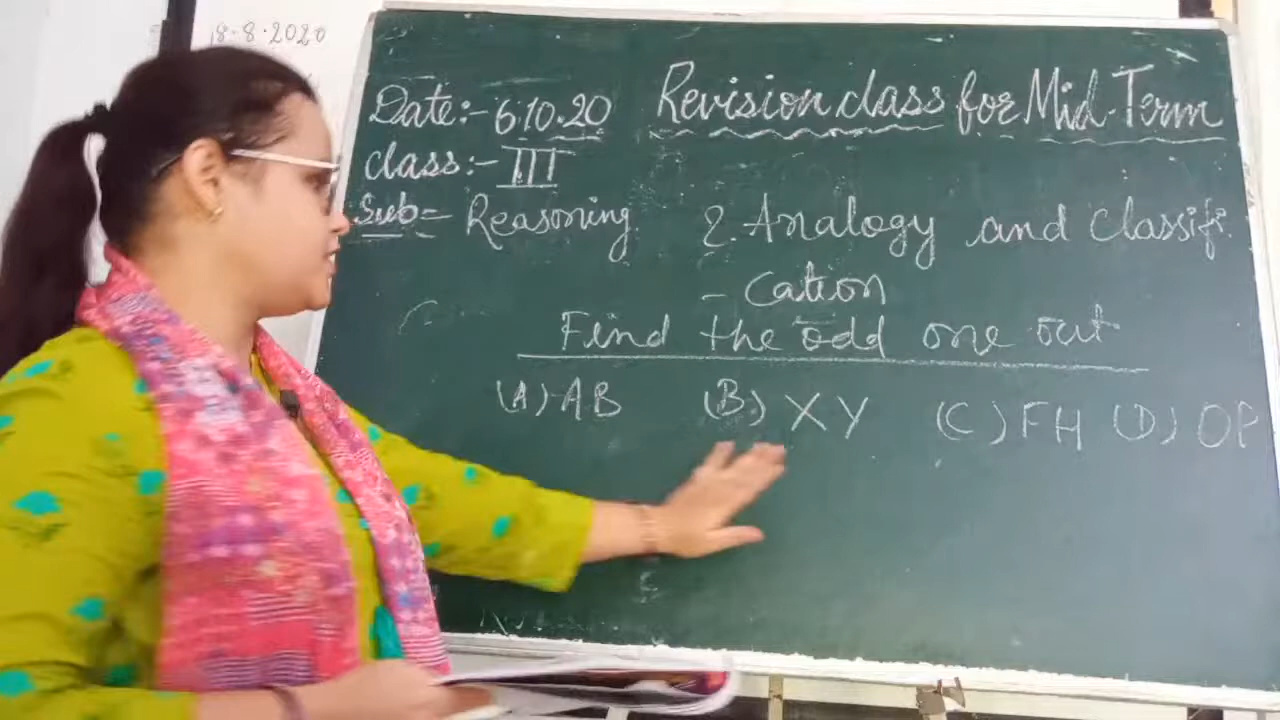 18.8.2020
Date:- 6.10.20 Revision class for Mid-Term
class:- III
Sub:- Reasoning 2. Analogy and Classifi
- cation
Find the odd one out
(A) AB (B) XY (C) FH (D) OP